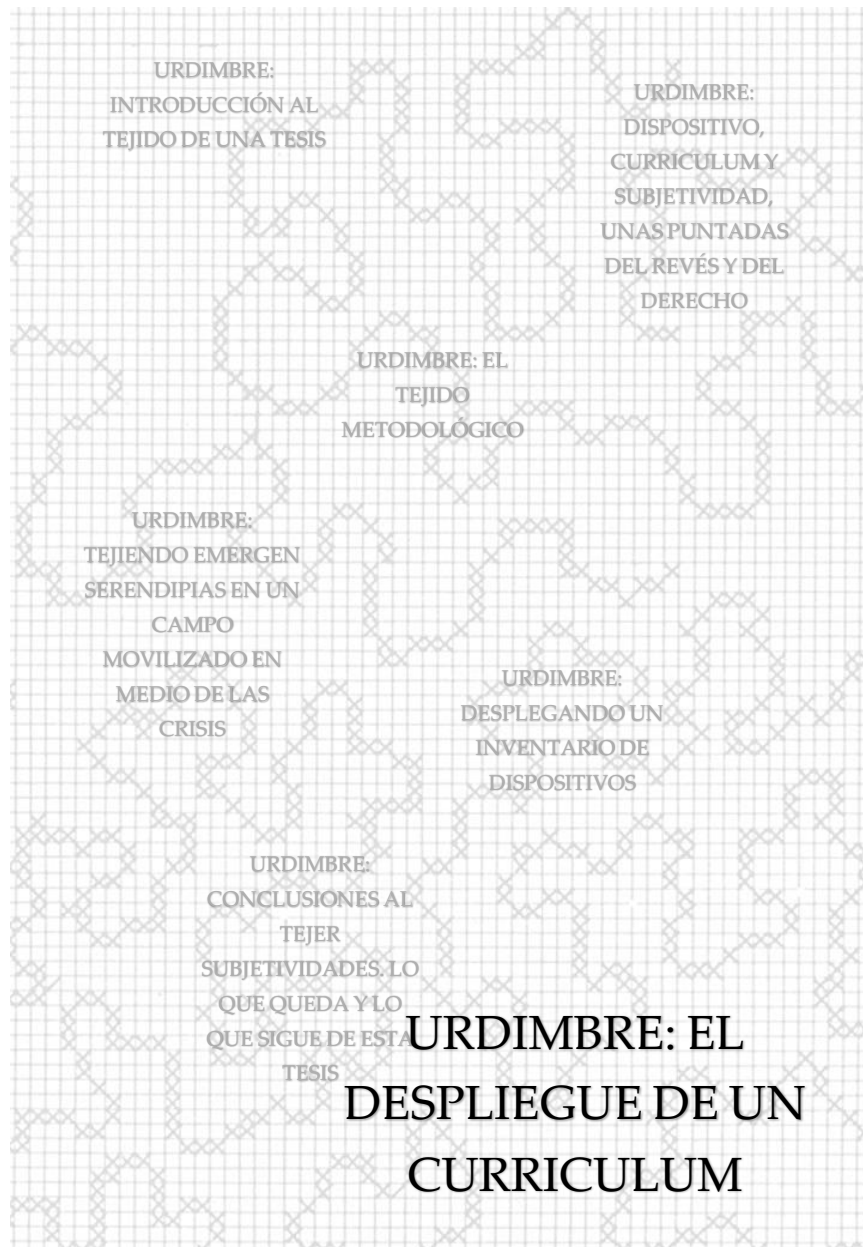 URDIMBRE:
INTRODUCCIÓN AL
TEJIDO DE UNA TESIS
URDIMBRE:
DISPOSITIVO,
CURRICULUM Y
SUBJETIVIDAD,
UNAS PUNTADAS
DEL REVÉS Y DEL
DERECHO
URDIMBRE: EL
TEJIDO
METODOLÓGICO
URDIMBRE:
TEJIENDO EMERGEN
SERENDIPIAS EN UN
CAMPO
MOVILIZADO EN
MEDIO DE LAS
CRISIS
URDIMBRE:
DESPLEGANDO UN
INVENTARIO DE
DISPOSITIVOS
URDIMBRE:
CONCLUSIONES AL
TEJER
SUBJETIVIDADES. LO
QUE QUEDA Y LO
QUE SIGUE DE ESTA
TESIS
URDIMBRE: EL
DESPLIEGUE DE UN
CURRICULUM